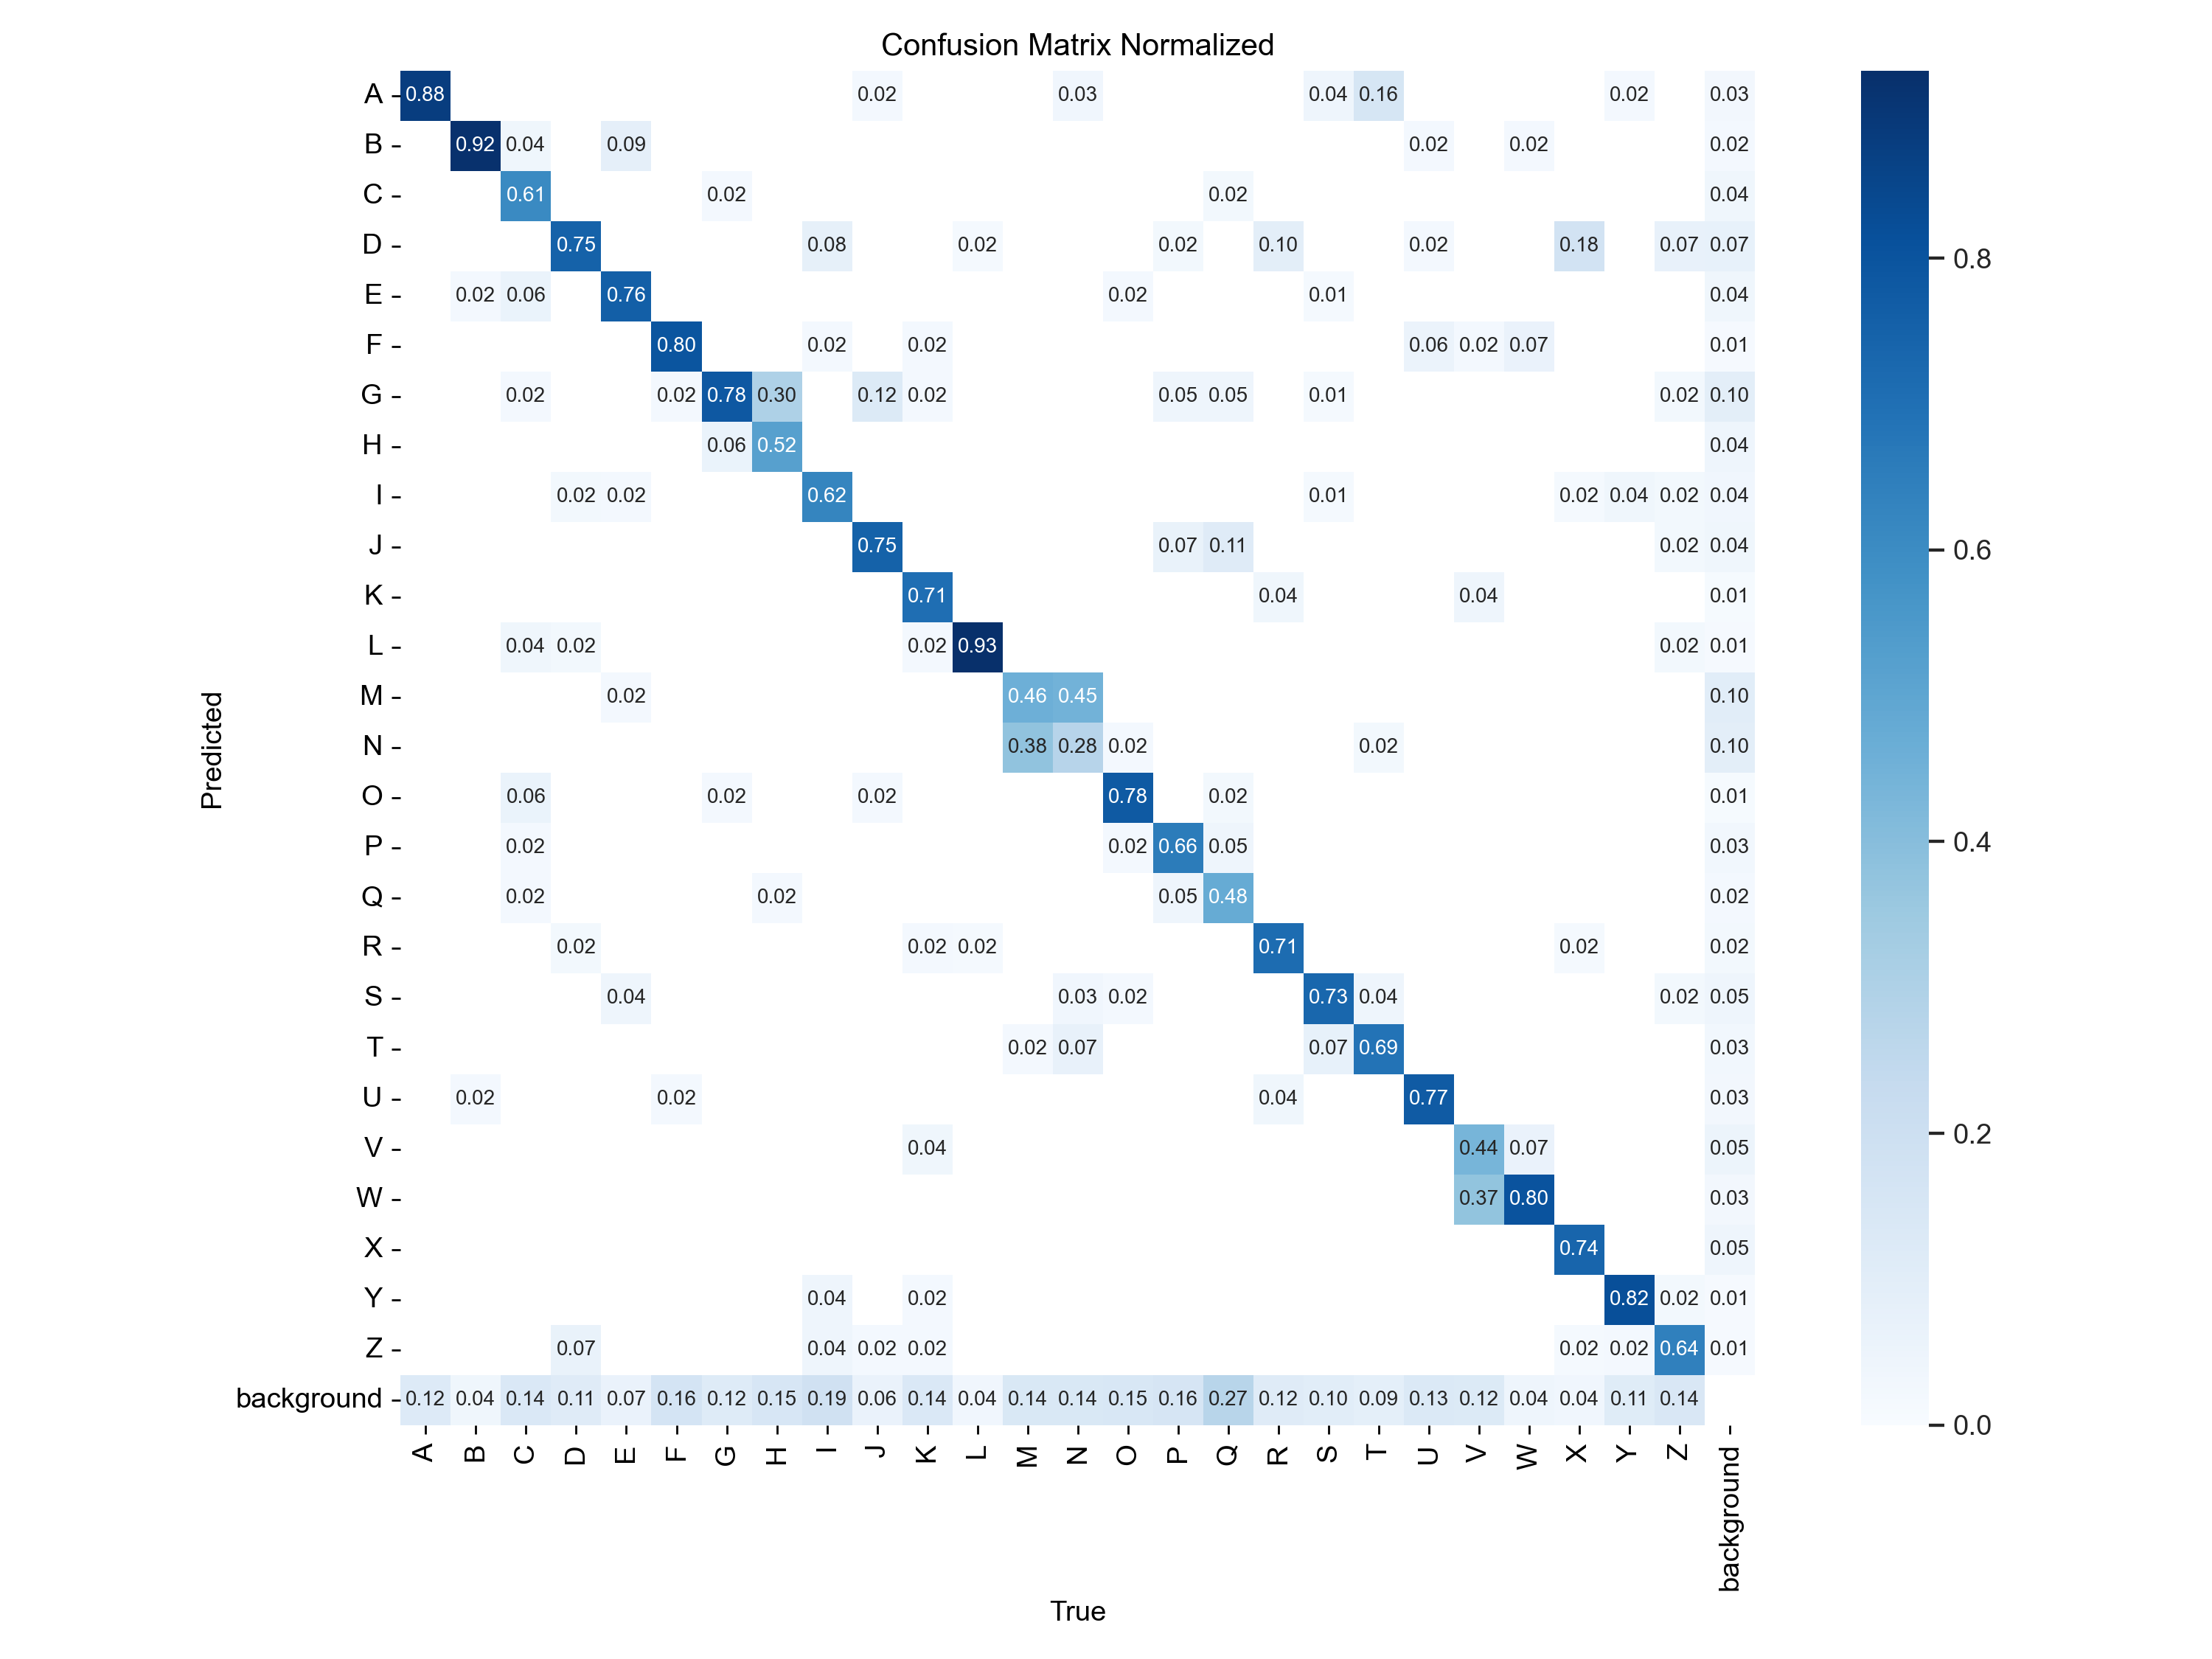 Confusion Matrix Normalized
A 0.88 0.02 0.03 0.04 0.16 0.02 0.03
B 0.92 0.04 0.09 0.02 0.02 0.02
C 0.61 0.02 0.02 0.04
D 0.75 0.08 0.02 0.02 0.10 0.02 0.18 0.07 0.07
0.8
E 0.02 0.06 0.76 0.02 0.01 0.04
F 0.80 0.02 0.02 0.06 0.02 0.07 0.01
G 0.02 0.02 0.78 0.30 0.12 0.02 0.05 0.05 0.01 0.02 0.10
H 0.06 0.52 0.04
I 0.02 0.02 0.62 0.01 0.02 0.04 0.02 0.04
J 0.75 0.07 0.11 0.02 0.04
0.6
K 0.71 0.04 0.04 0.01
L 0.04 0.02 0.02 0.93 0.02 0.01
M 0.02 0.46 0.45 0.10
Predicted
N 0.38 0.28 0.02 0.02 0.10
O 0.06 0.02 0.02 0.78 0.02 0.01
P 0.02 0.02 0.66 0.05 0.03
0.4
Q 0.02 0.02 0.05 0.48 0.02
R 0.02 0.02 0.02 0.71 0.02 0.02
S 0.04 0.03 0.02 0.73 0.04 0.02 0.05
T 0.02 0.07 0.07 0.69 0.03
U 0.02 0.02 0.04 0.77 0.03
V 0.04 0.44 0.07 0.05
0.2
W 0.37 0.80 0.03
X 0.74 0.05
Y 0.04 0.02 0.82 0.02 0.01
Z 0.07 0.04 0.02 0.02 0.02 0.02 0.64 0.01
background 0.12 0.04 0.14 0.11 0.07 0.16 0.12 0.15 0.19 0.06 0.14 0.04 0.14 0.14 0.15 0.16 0.27 0.12 0.10 0.09 0.13 0.12 0.04 0.04 0.11 0.14
0.0
A B C D E F G H I J K L M N O P Q R S T U V W X Y Z background
True